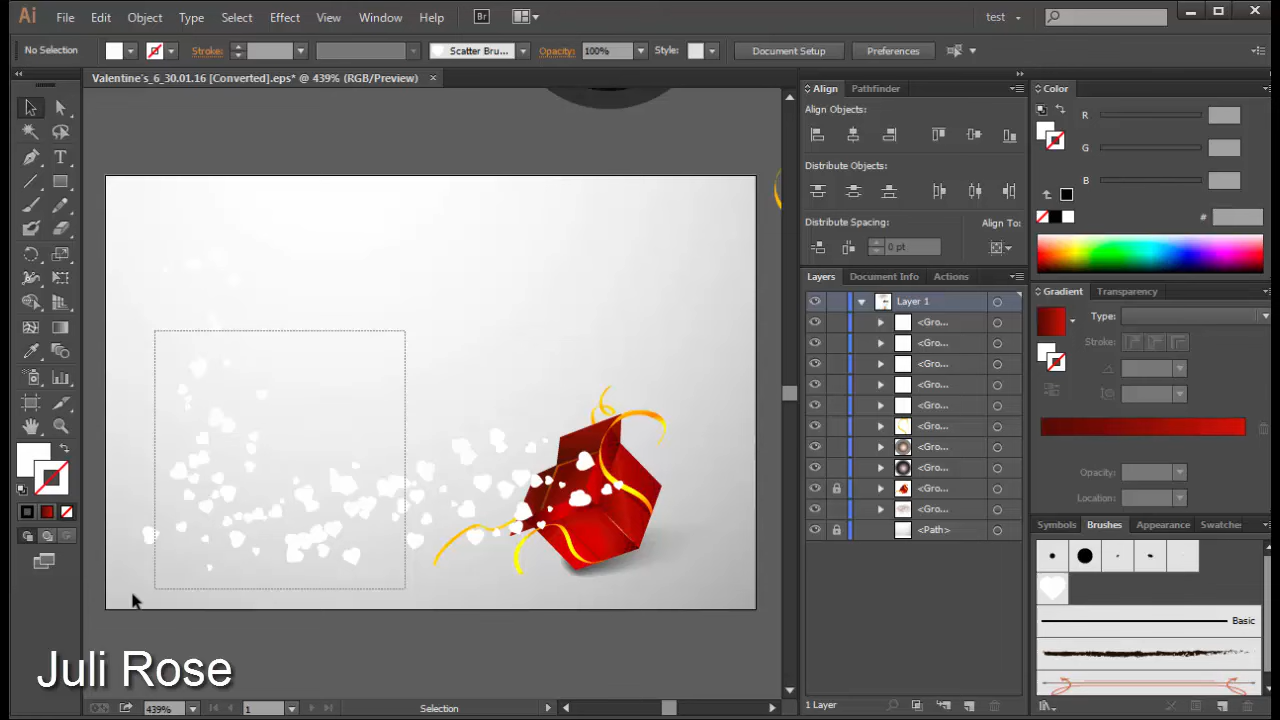 Ai File Edit Object Type Select Effect View Window Help Br test
No Selection Stroke: Scatter Bru... Opacity: 100% Style: Document Setup Preferences
Valentine's_6_30.01.16 [Converted].eps* @ 439% (RGB/Preview) ×
Align Pathfinder
Align Objects:
Distribute Objects:
Distribute Spacing: Align To:
0 pt
Color
R
G
B
#
Layers Document Info Actions
Layer 1
<Gro...
<Gro...
<Gro...
<Gro...
<Gro...
<Gro...
<Gro...
<Gro...
<Gro...
<Gro...
<Path>
1 Layer
Gradient Transparency
Type:
Stroke:
Opacity:
Location:
Symbols Brushes Appearance Swatche
Basic
Juli Rose
439% 1 Selection